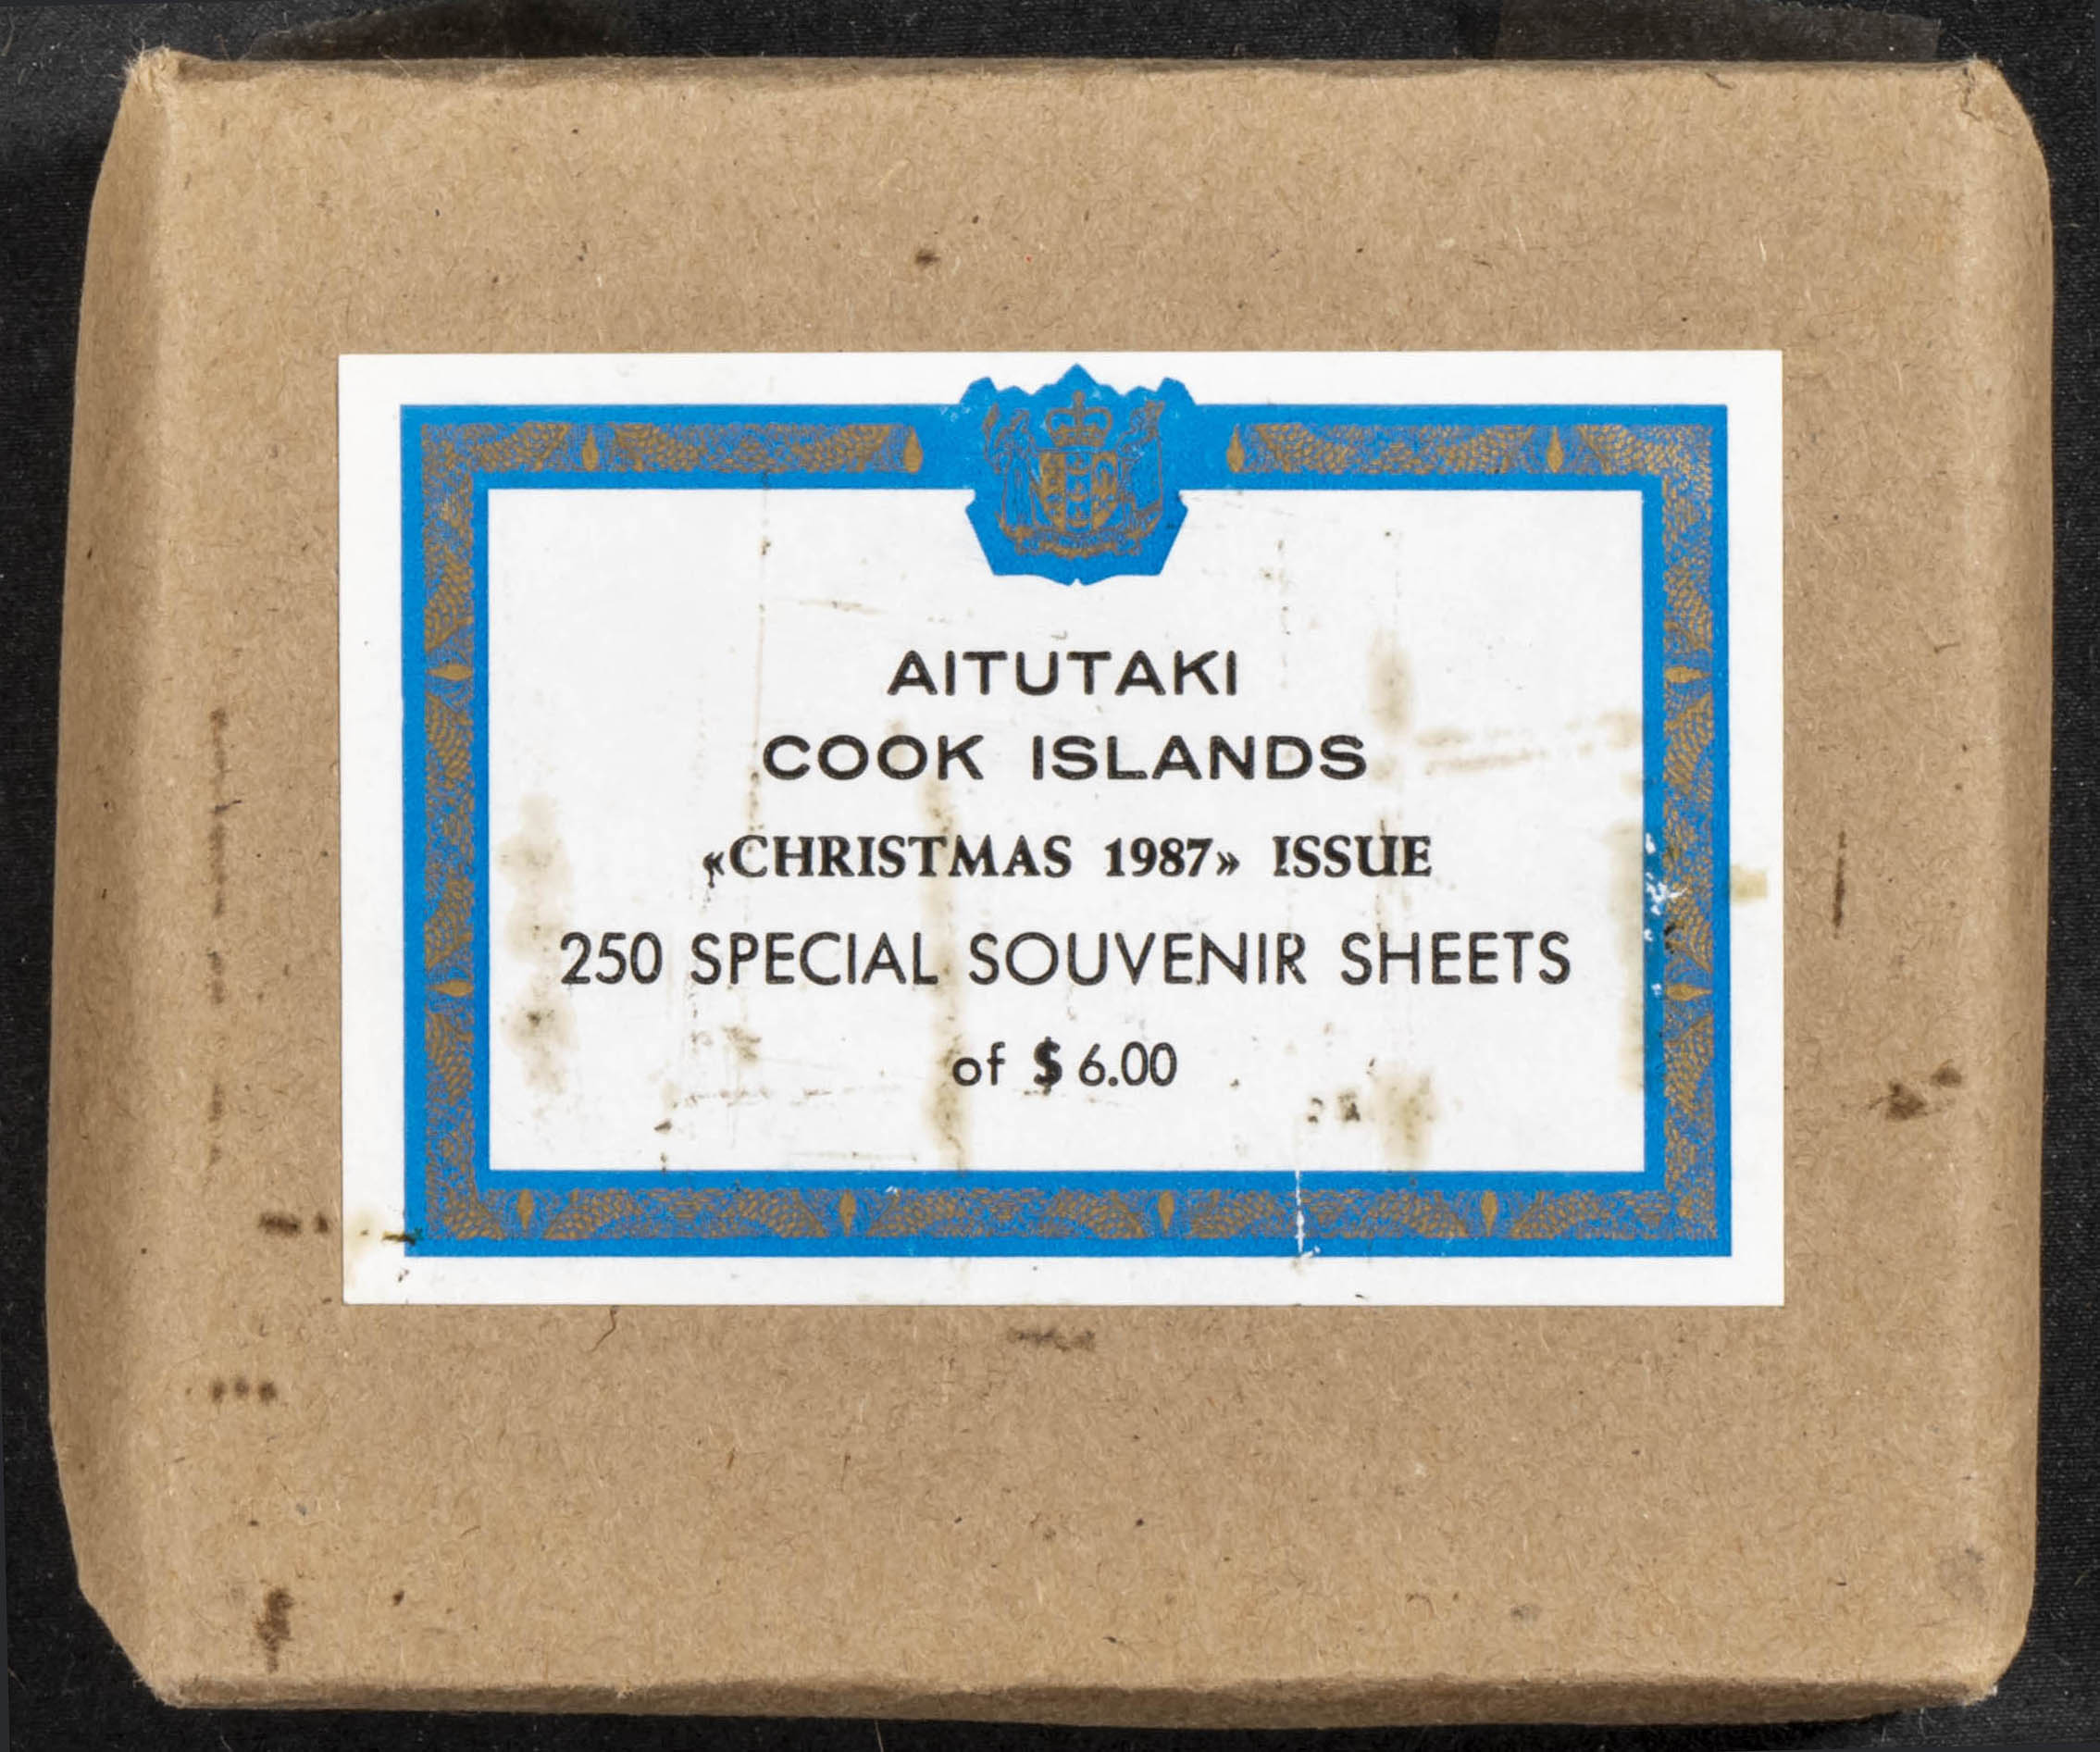 AITUTAKI
COOK ISLANDS
«CHRISTMAS 1987» ISSUE
250 SPECIAL SOUVENIR SHEETS
of $6.00